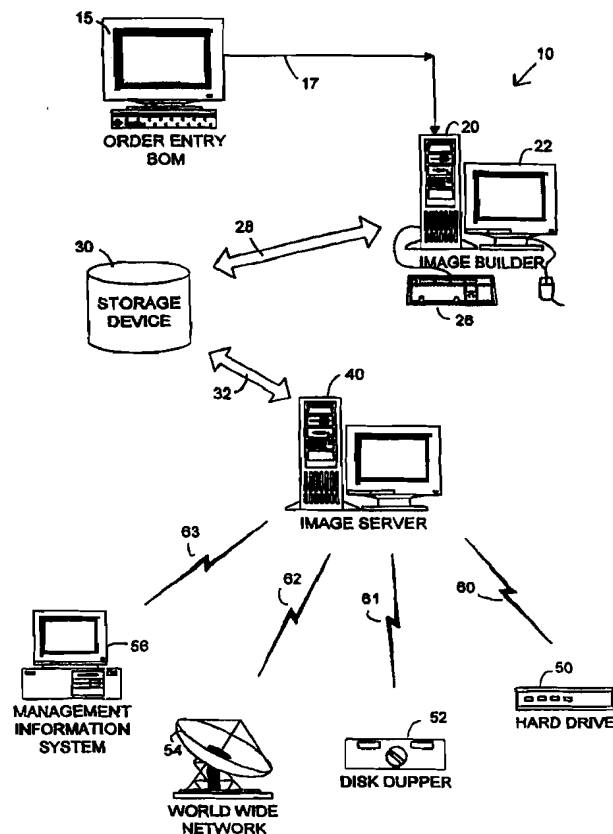 15
17
10
20
22
ORDER ENTRY
BOM
28
IMAGE BUILDER
26
30
STORAGE
DEVICE
32
40
IMAGE SERVER
63
62
61
60
56
MANAGEMENT
INFORMATION
SYSTEM
54
WORLD WIDE
NETWORK
52
DISK DUPPER
50
HARD DRIVE